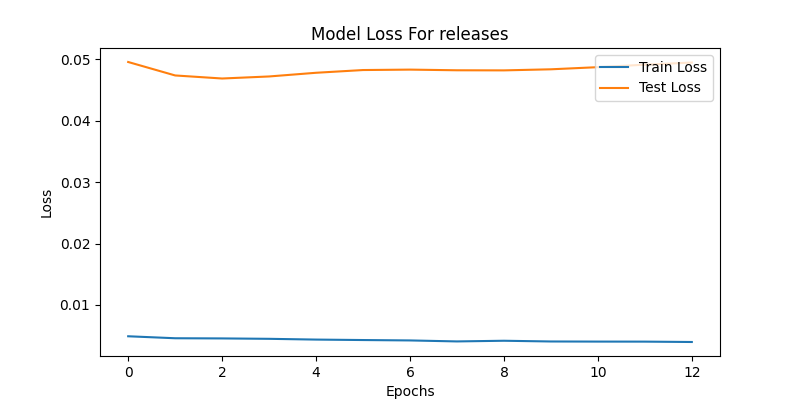 Model Loss For releases
Train Loss
Test Loss
0.05
0.04
0.03
0.02
0.01
Loss
0 2 4 6 8 10 12
Epochs